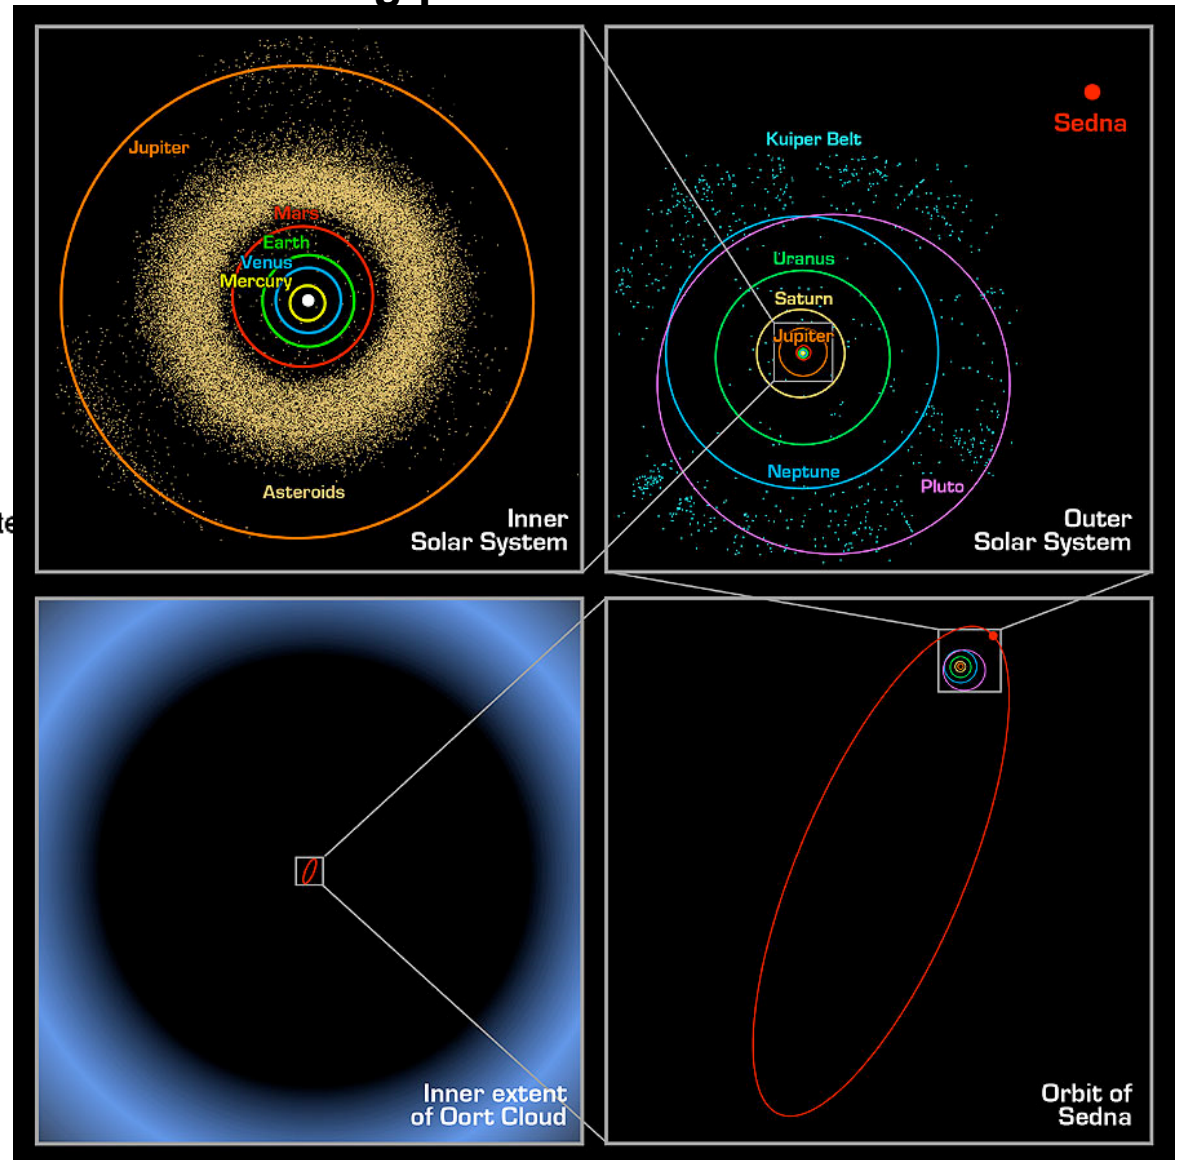 Jupiter
Mars
Earth
Venus
Mercury
Asteroids
Inner
Solar System
Sedna
Kuiper Belt
Uranus
Saturn
Jupiter
Neptune
Pluto
Outer
Solar System
Inner extent
of Oort Cloud
Orbit of
Sedna